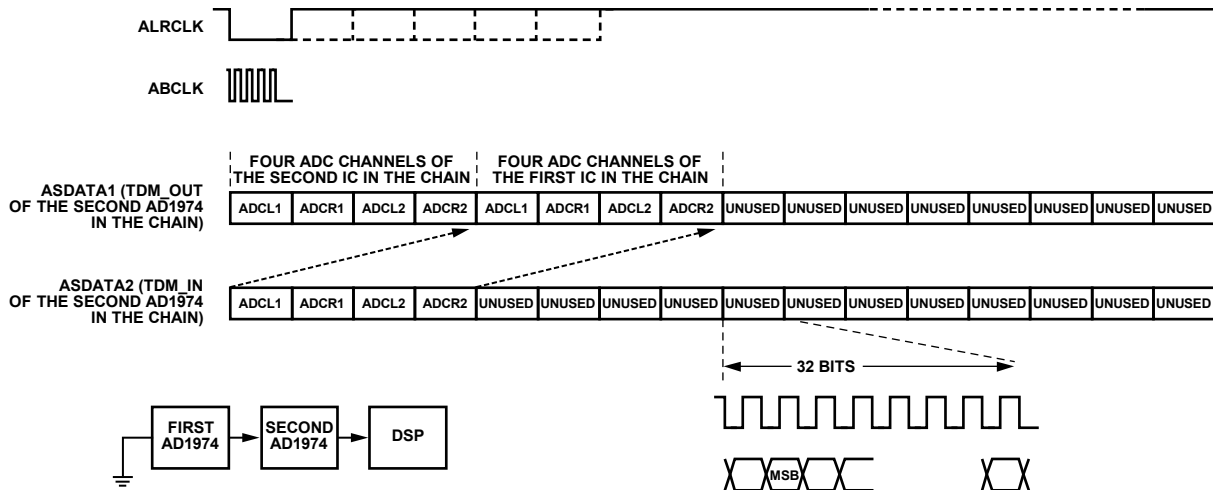 ALRCLK
ABCLK
FOUR ADC CHANNELS OF
THE SECOND IC IN THE CHAIN
FOUR ADC CHANNELS OF
THE FIRST IC IN THE CHAIN
ASDATA1 (TDM_OUT
OF THE SECOND AD1974
IN THE CHAIN)
ADCL1 ADCR1 ADCL2 ADCR2 ADCL1 ADCR1 ADCL2 ADCR2 UNUSED UNUSED UNUSED UNUSED UNUSED UNUSED UNUSED UNUSED
ASDATA2 (TDM_IN
OF THE SECOND AD1974
IN THE CHAIN)
ADCL1 ADCR1 ADCL2 ADCR2 UNUSED UNUSED UNUSED UNUSED UNUSED UNUSED UNUSED UNUSED UNUSED UNUSED UNUSED UNUSED
32 BITS
FIRST
AD1974
SECOND
AD1974
DSP
MSB